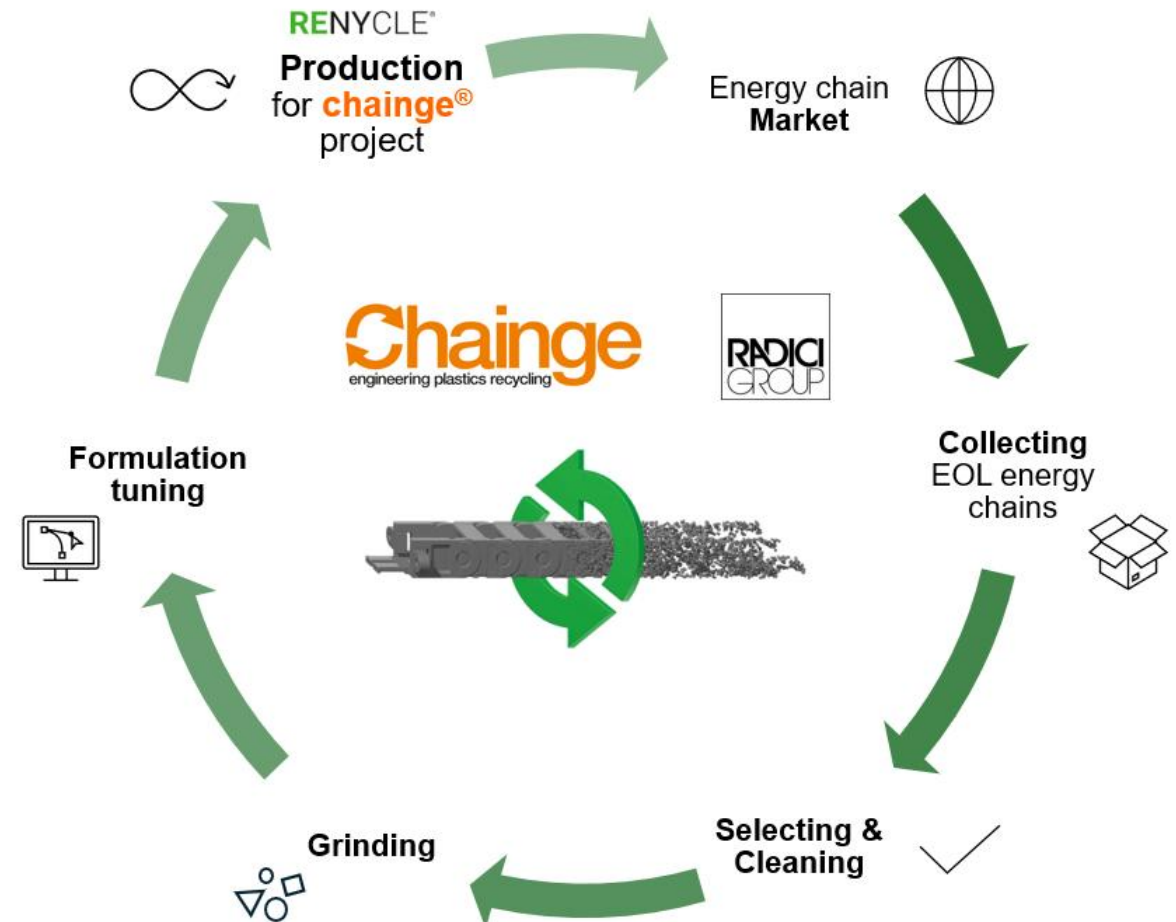 RENYCLE®
Production
for chainge®
project
Energy chain
Market
Chainge
engineering plastics recycling
RADICI
GROUP
Collecting
EOL energy
chains
Formulation
tuning
Selecting &
Cleaning
Grinding